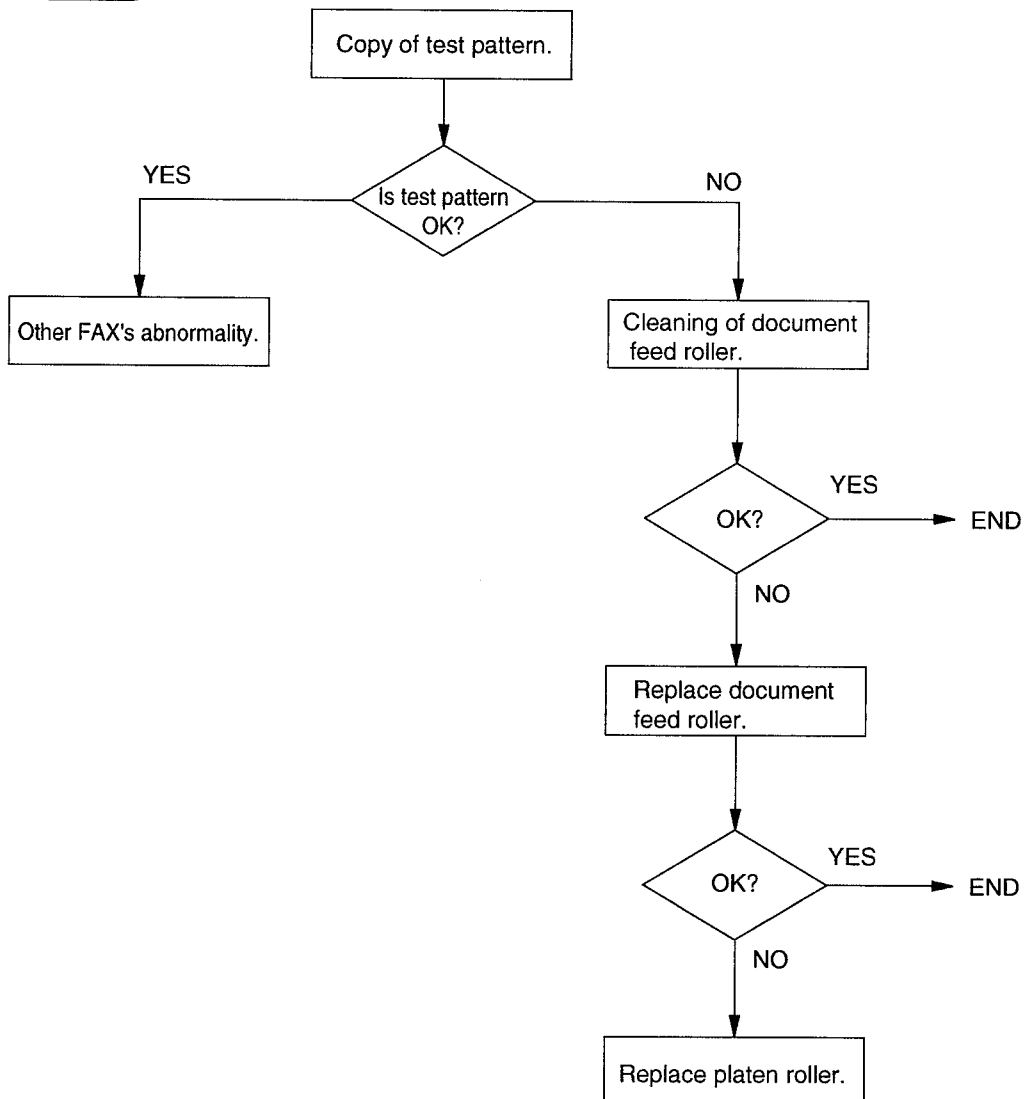 Copy of test pattern.
YES
NO
Is test pattern
OK?
Other FAX's abnormality.
Cleaning of document
feed roller.
YES
OK?
END
NO
Replace document
feed roller.
YES
OK?
END
NO
Replace platen roller.